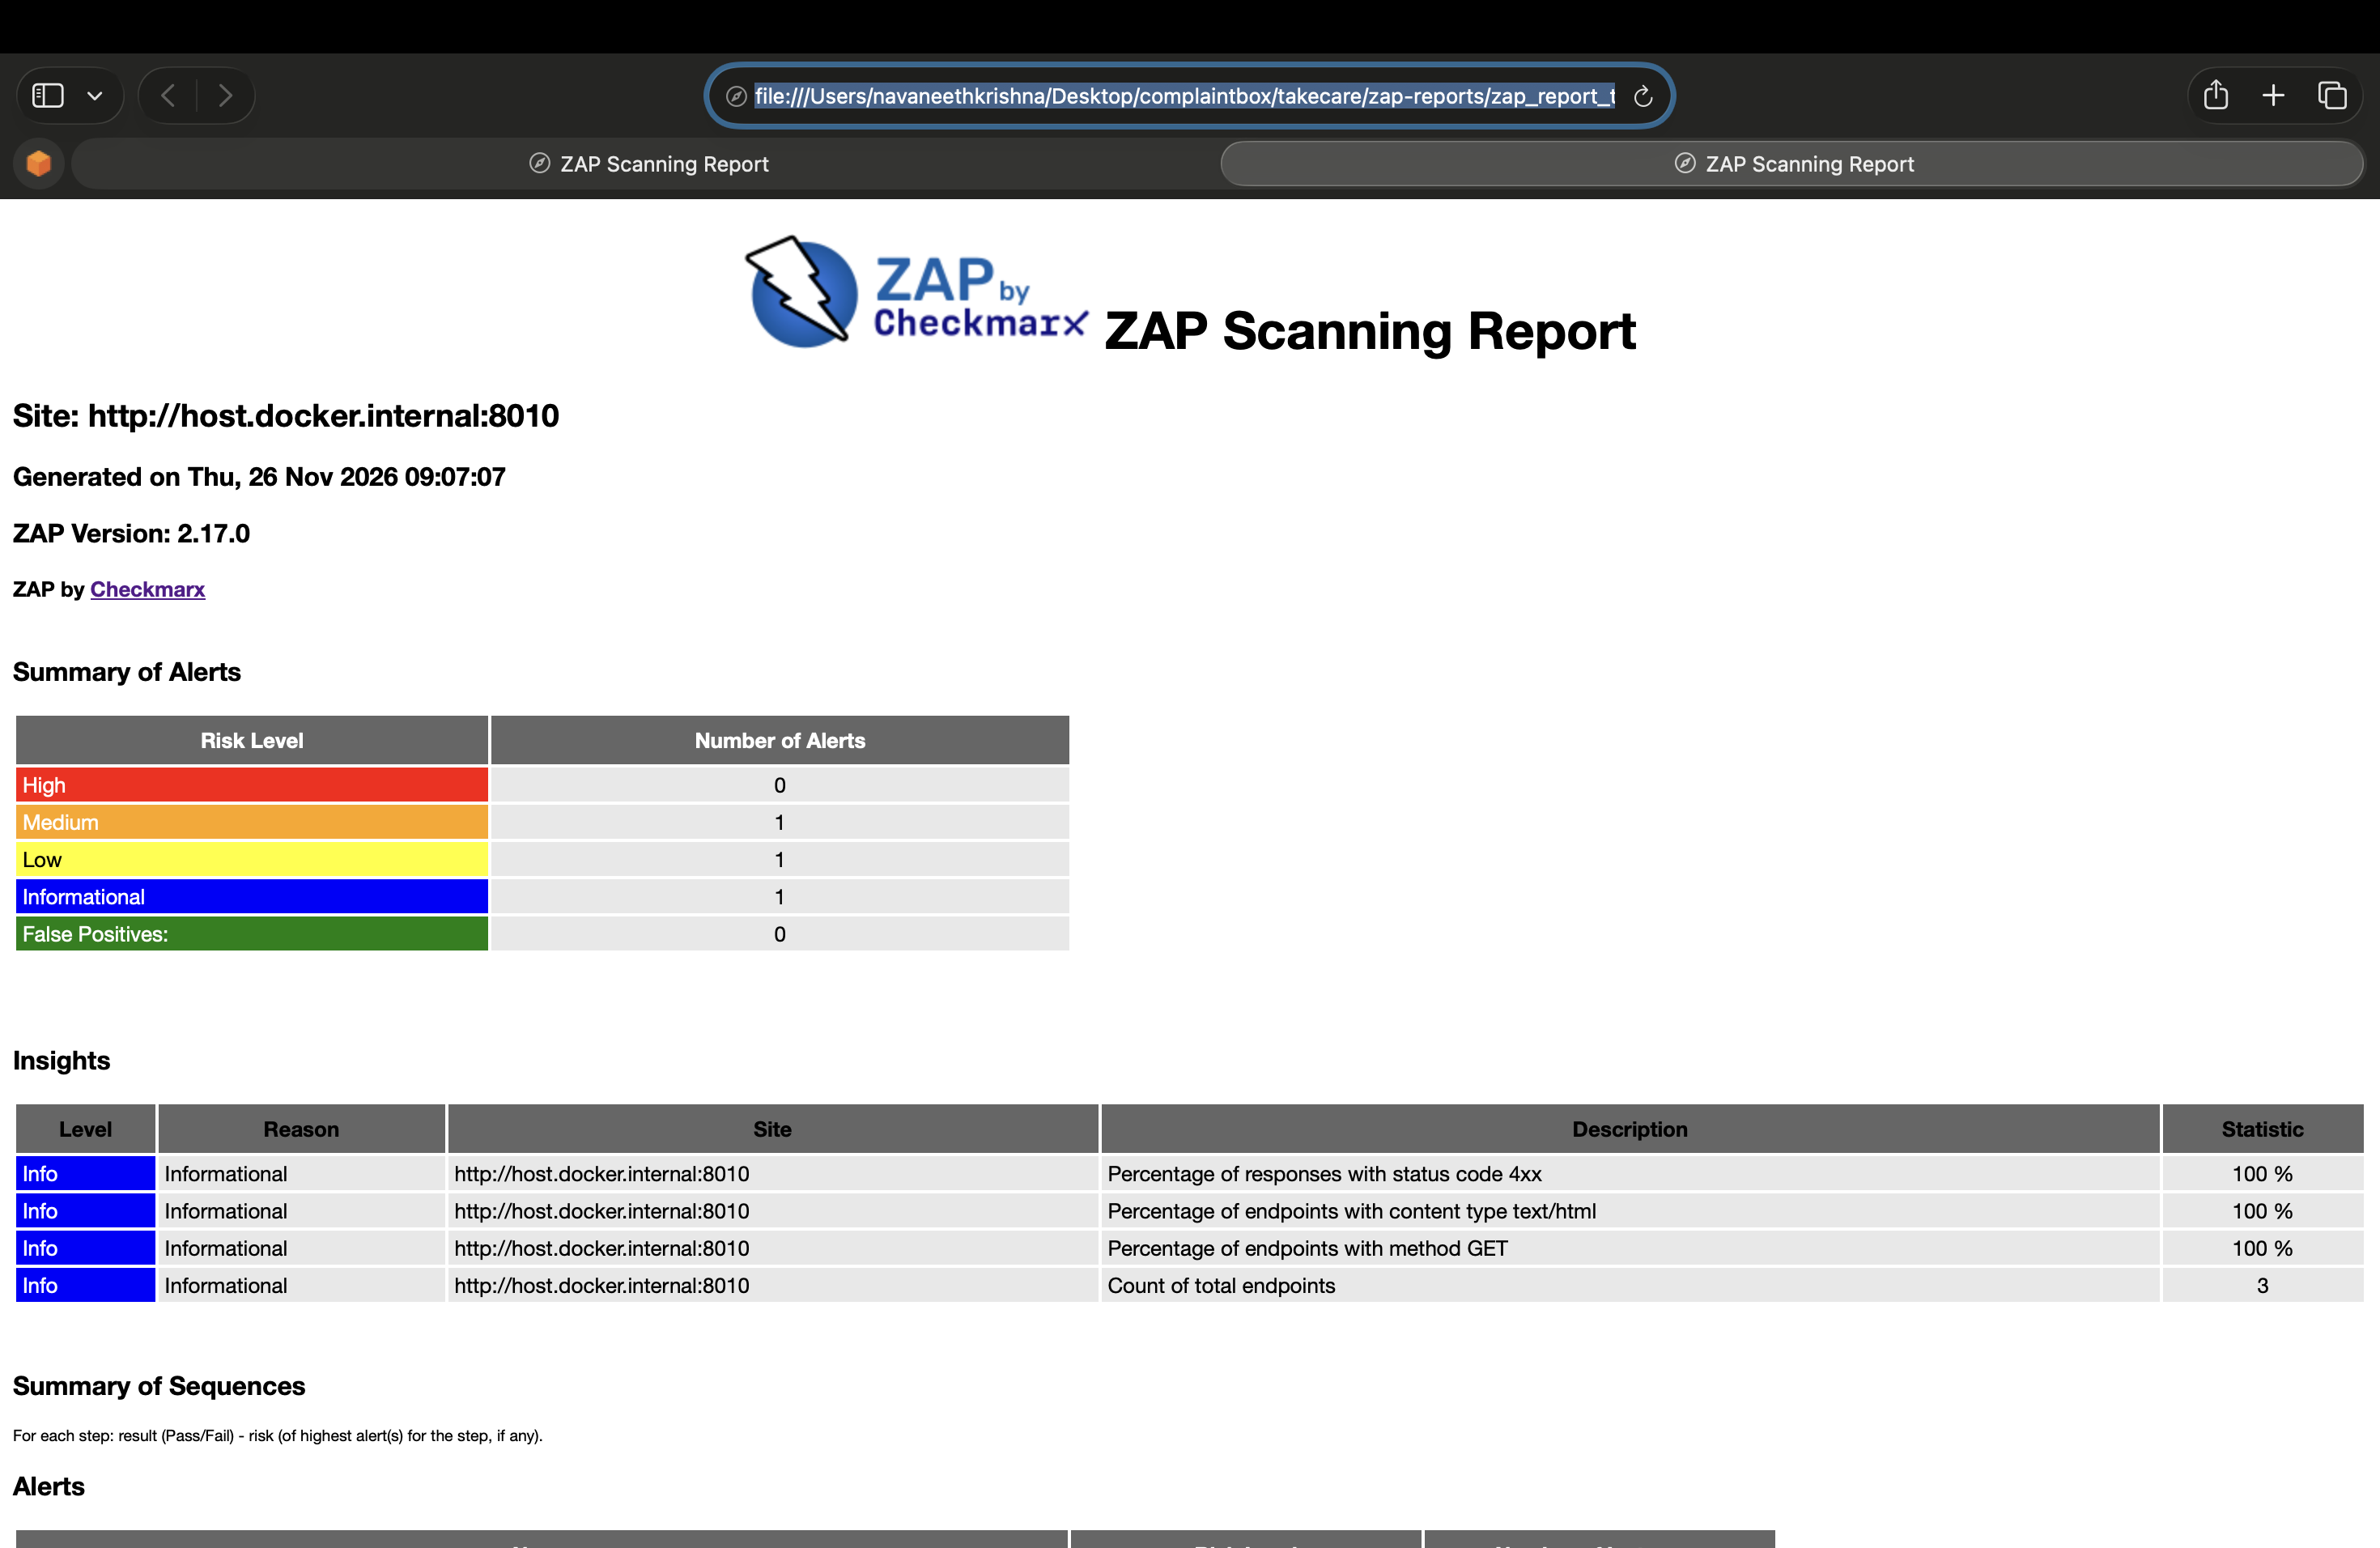 file:///Users/navaneethkrishna/Desktop/complaintbox/takecare/zap-reports/zap_report_t
ZAP Scanning Report
ZAP Scanning Report
ZAP by
Checkmarx
ZAP Scanning Report
Site: http://host.docker.internal:8010
Generated on Thu, 26 Nov 2026 09:07:07
ZAP Version: 2.17.0
ZAP by Checkmarx
Summary of Alerts
Risk Level Number of Alerts
High 0
Medium 1
Low 1
Informational 1
False Positives: 0
Insights
Level Reason Site Description Statistic
Info Informational http://host.docker.internal:8010 Percentage of responses with status code 4xx 100 %
Info Informational http://host.docker.internal:8010 Percentage of endpoints with content type text/html 100 %
Info Informational http://host.docker.internal:8010 Percentage of endpoints with method GET 100 %
Info Informational http://host.docker.internal:8010 Count of total endpoints 3
Summary of Sequences
For each step: result (Pass/Fail) - risk (of highest alert(s) for the step, if any).
Alerts